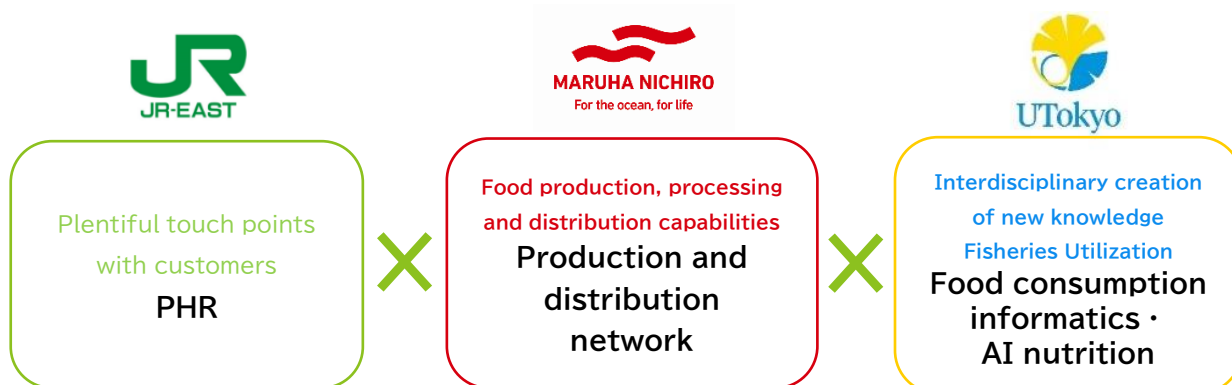 JR
JR-EAST
MARUHA NICHIRO
For the ocean, for life
UTokyo
Plentiful touch points
with customers
PHR
×
Food production, processing
and distribution capabilities
Production and
distribution
network
×
Interdisciplinary creation
of new knowledge
Fisheries Utilization
Food consumption
informatics・
AI nutrition